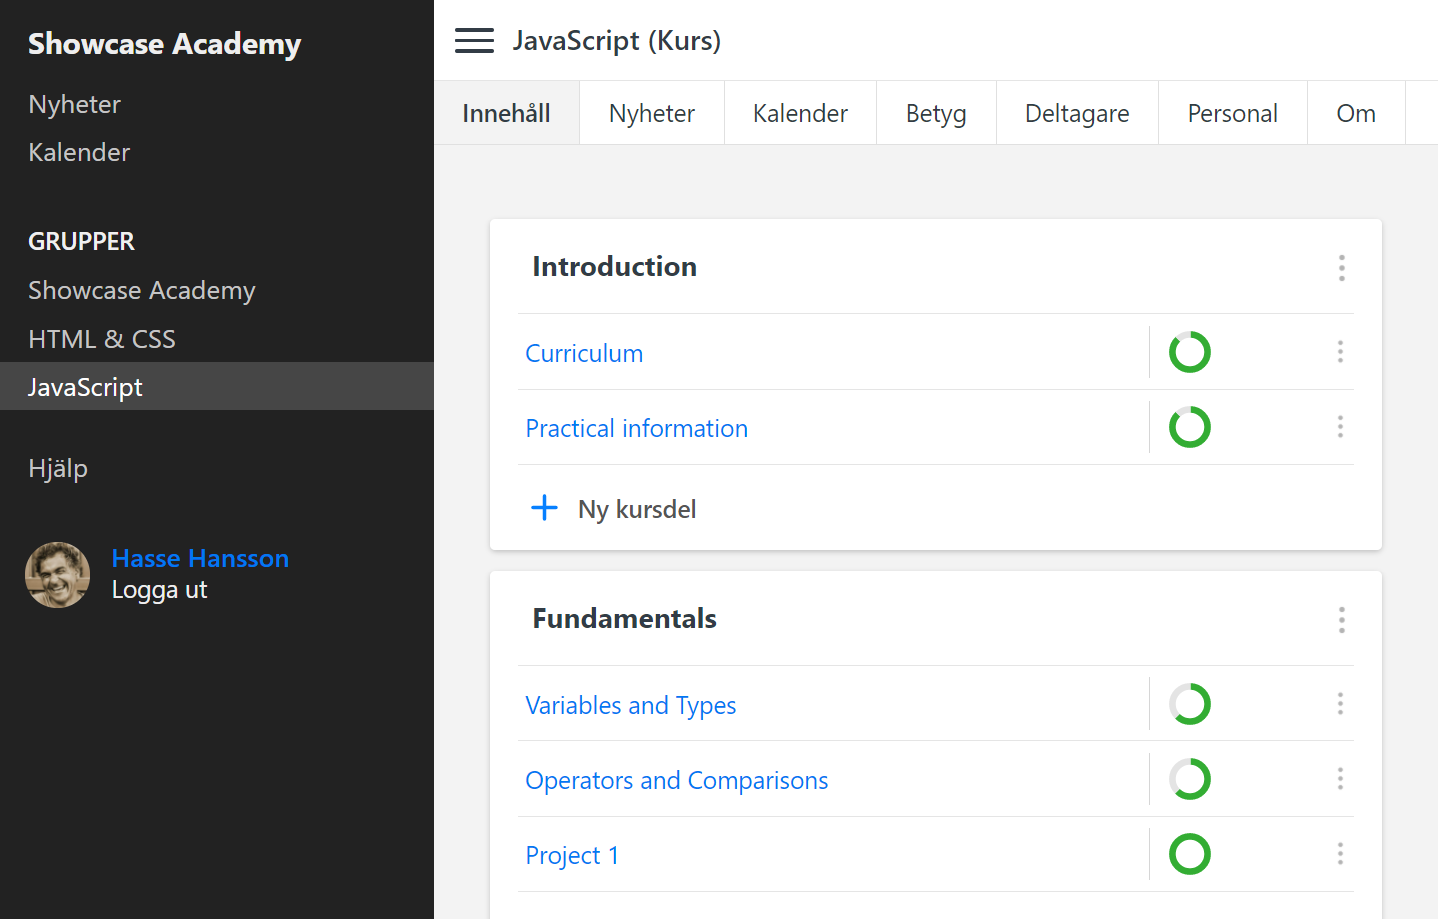 Showcase Academy
Nyheter
Kalender
GRUPPER
Showcase Academy
HTML & CSS
JavaScript
Hjälp
Hasse Hansson
Logga ut
JavaScript (Kurs)
Innehåll Nyheter Kalender Betyg Deltagare Personal Om
Introduction
Curriculum
Practical information
Ny kursdel
Fundamentals
Variables and Types
Operators and Comparisons
Project 1